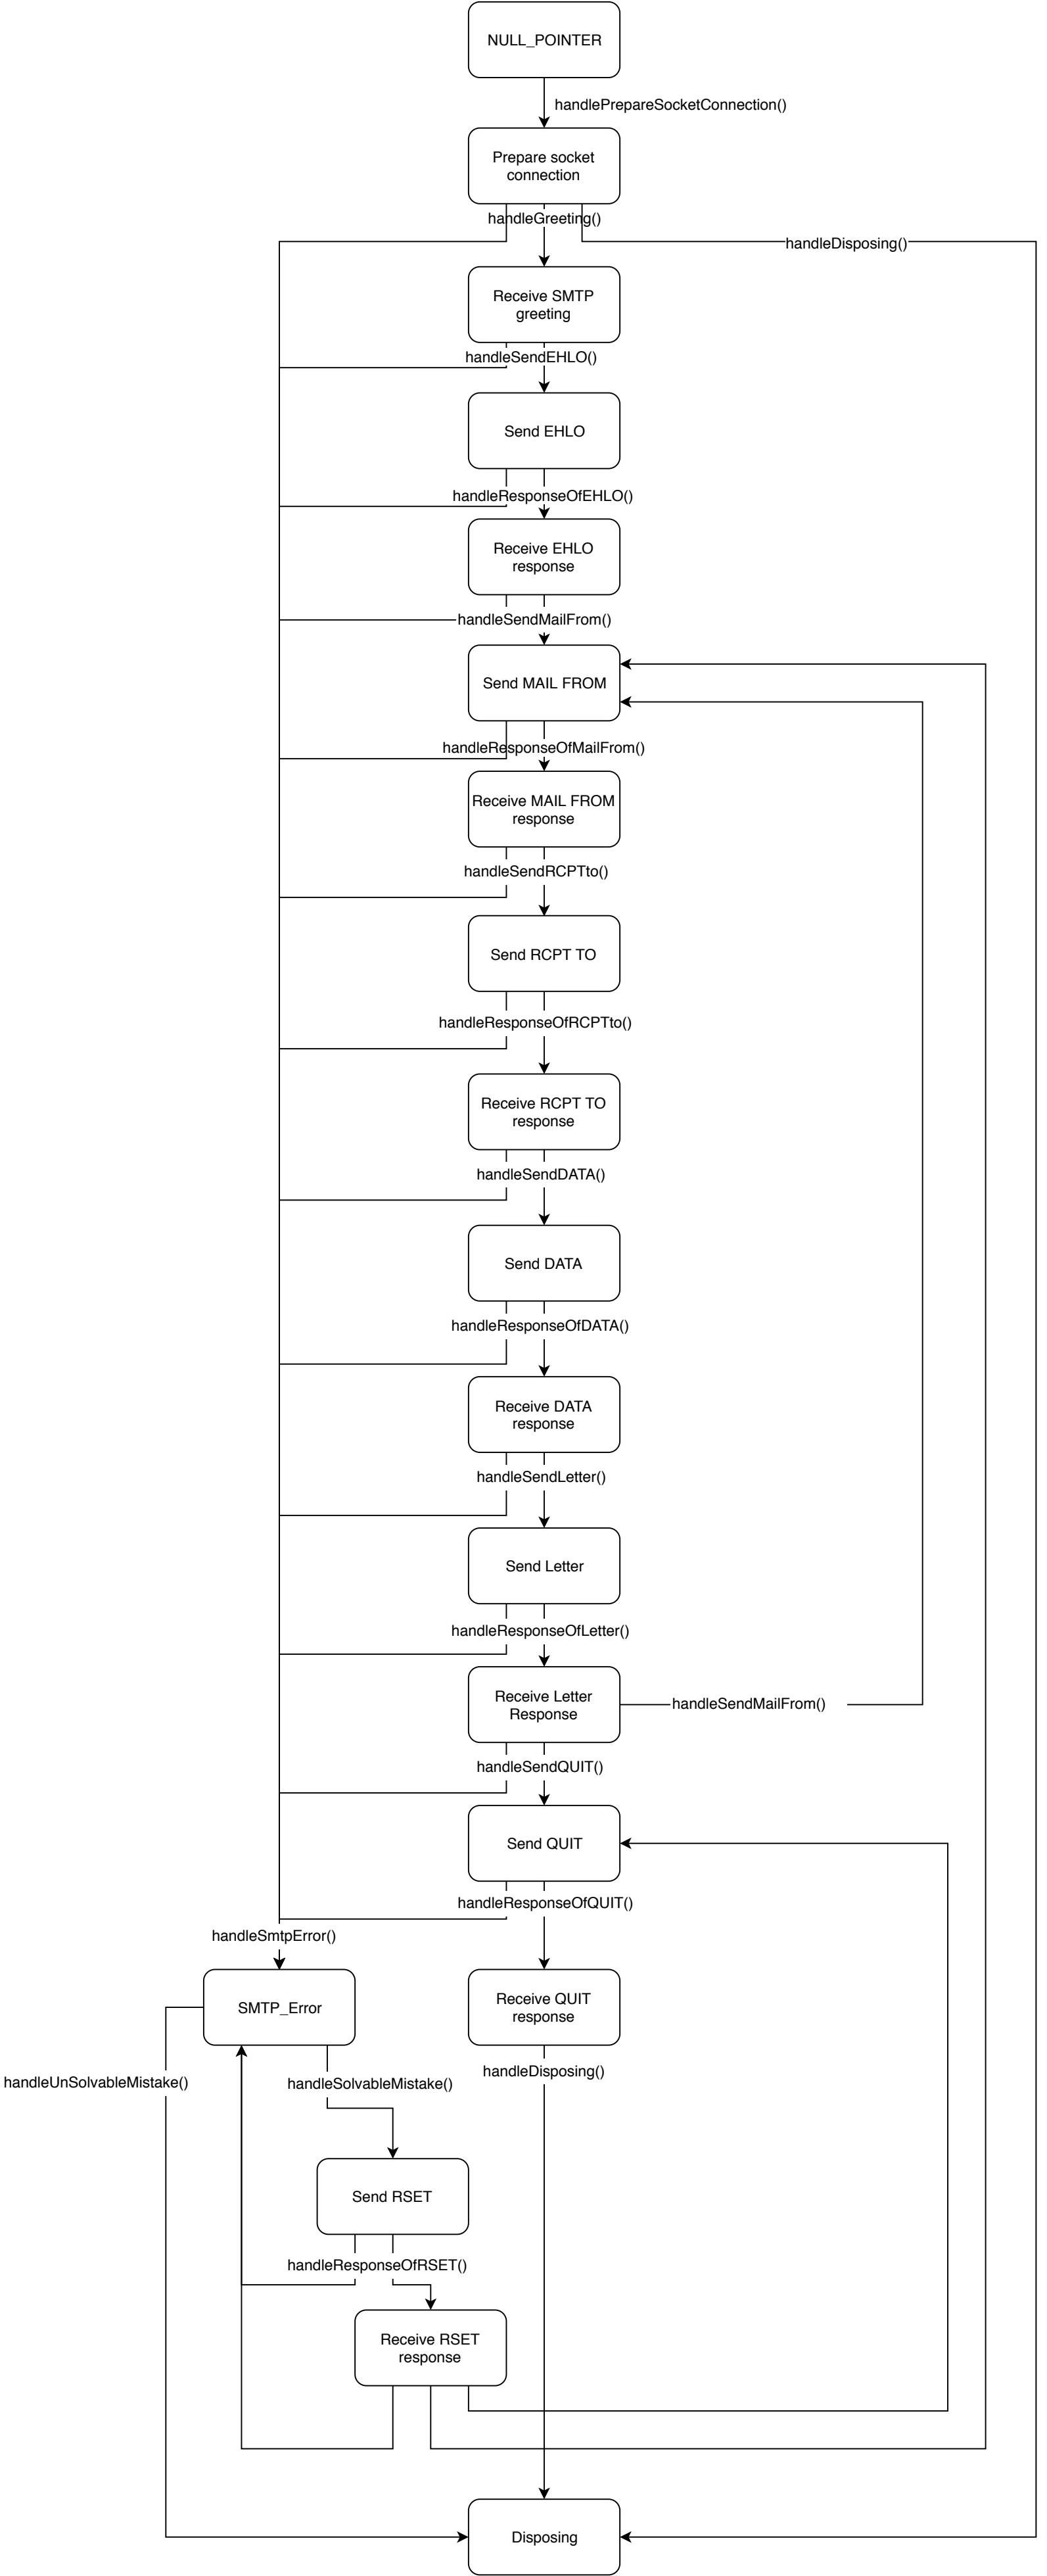 NULL_POINTER
handlePrepareSocketConnection()
Prepare socket
connection
handleGreeting()
handleDisposing()
Receive SMTP
greeting
handleSendEHLO()
Send EHLO
handleResponseOfEHLO()
Receive EHLO
response
handleSendMailFrom()
Send MAIL FROM
handleResponseOfMailFrom()
Receive MAIL FROM
response
handleSendRCPTto()
Send RCPT TO
handleResponseOfRCPTto()
Receive RCPT TO
response
handleSendDATA()
Send DATA
handleResponseOfDATA()
Receive DATA
response
handleSendLetter()
Send Letter
handleResponseOfLetter()
Receive Letter
Response
handleSendMailFrom()
handleSendQUIT()
Send QUIT
handleResponseOfQUIT()
handleSmtpError()
SMTP_Error
Receive QUIT
response
handleDisposing()
handleUnSolvableMistake()
handleSolvableMistake()
Send RSET
handleResponseOfRSET()
Receive RSET
response
Disposing